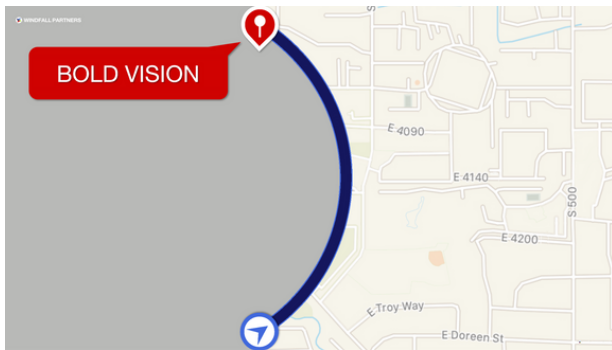 WINDFALL PARTNERS
BOLD VISION
E 4090
E 4140
S 500
E 4200
E Troy Way
E Doreen St